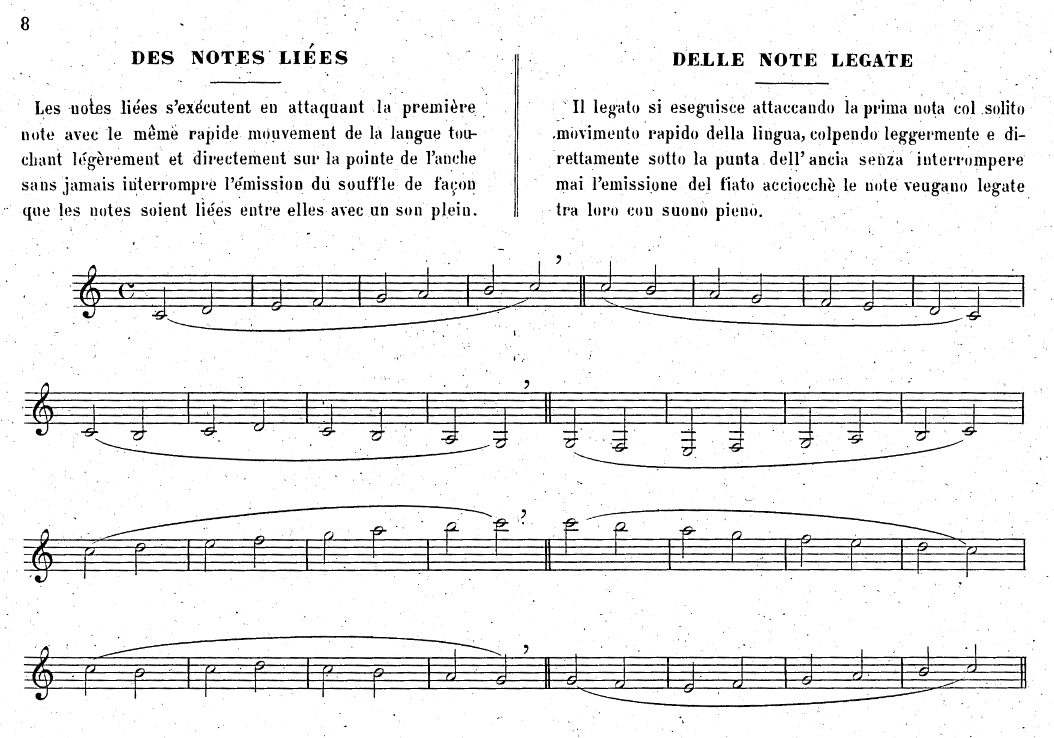 8
DES NOTES LIÉES
Les notes liées s'exécutent en attaquant la première
note avec le même rapide mouvement de la langue tou-
chant légèrement et directement sur la pointe de l'anche
sans jamais interrompre l'émission du souffle de façon
que les notes soient liées entre elles avec un son plein.
DELLE NOTE LEGATE
Il legato si eseguisce attaccando la prima nota col solito
movimento rapido della lingua, colpendo leggermente e di-
rettamente sotto la punta dell'ancia senza interrompere
mai l'emissione del fiato acciocchè le note veugano legate
tra loro con suono pieno.